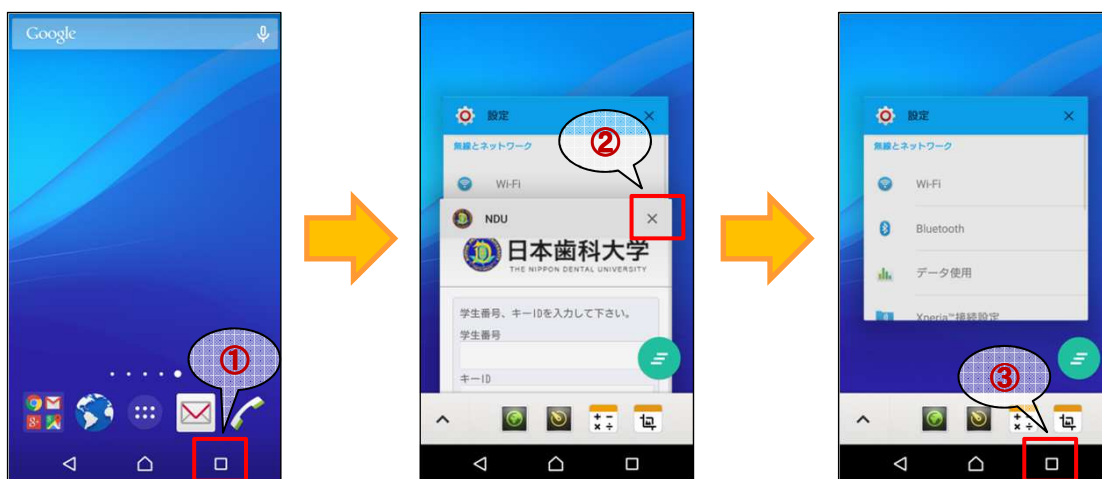 Google
①
設定
②
無線とネットワーク
Wi-Fi
NDU
日本歯科大学
THE NIPPON DENTAL UNIVERSITY
学生番号、キーIDを入力して下さい。
学生番号
キーID
設定
無線とネットワーク
Wi-Fi
Bluetooth
データ使用
Xperia™接続設定
③